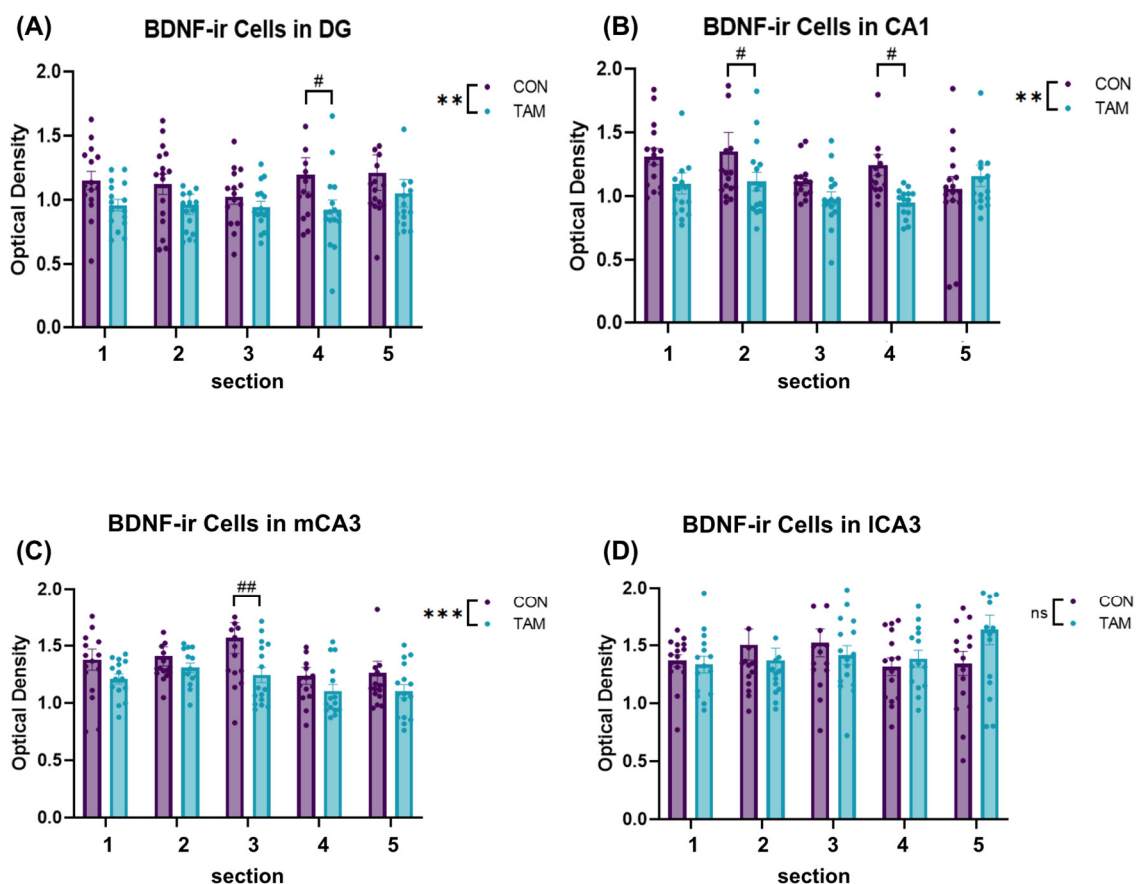 (A)
BDNF-ir Cells in DG
Optical Density
2.0
1.5
1.0
0.5
0.0
#
** CON
TAM
1 2 3 4 5
section
(B)
BDNF-ir Cells in CA1
Optical Density
2.0
1.5
1.0
0.5
0.0
# #
** CON
TAM
1 2 3 4 5
section
BDNF-ir Cells in mCA3
(C)
Optical Density
2.0
1.5
1.0
0.5
0.0
##
*** CON
TAM
1 2 3 4 5
section
BDNF-ir Cells in lCA3
(D)
Optical Density
2.0
1.5
1.0
0.5
0.0
ns CON
TAM
1 2 3 4 5
section